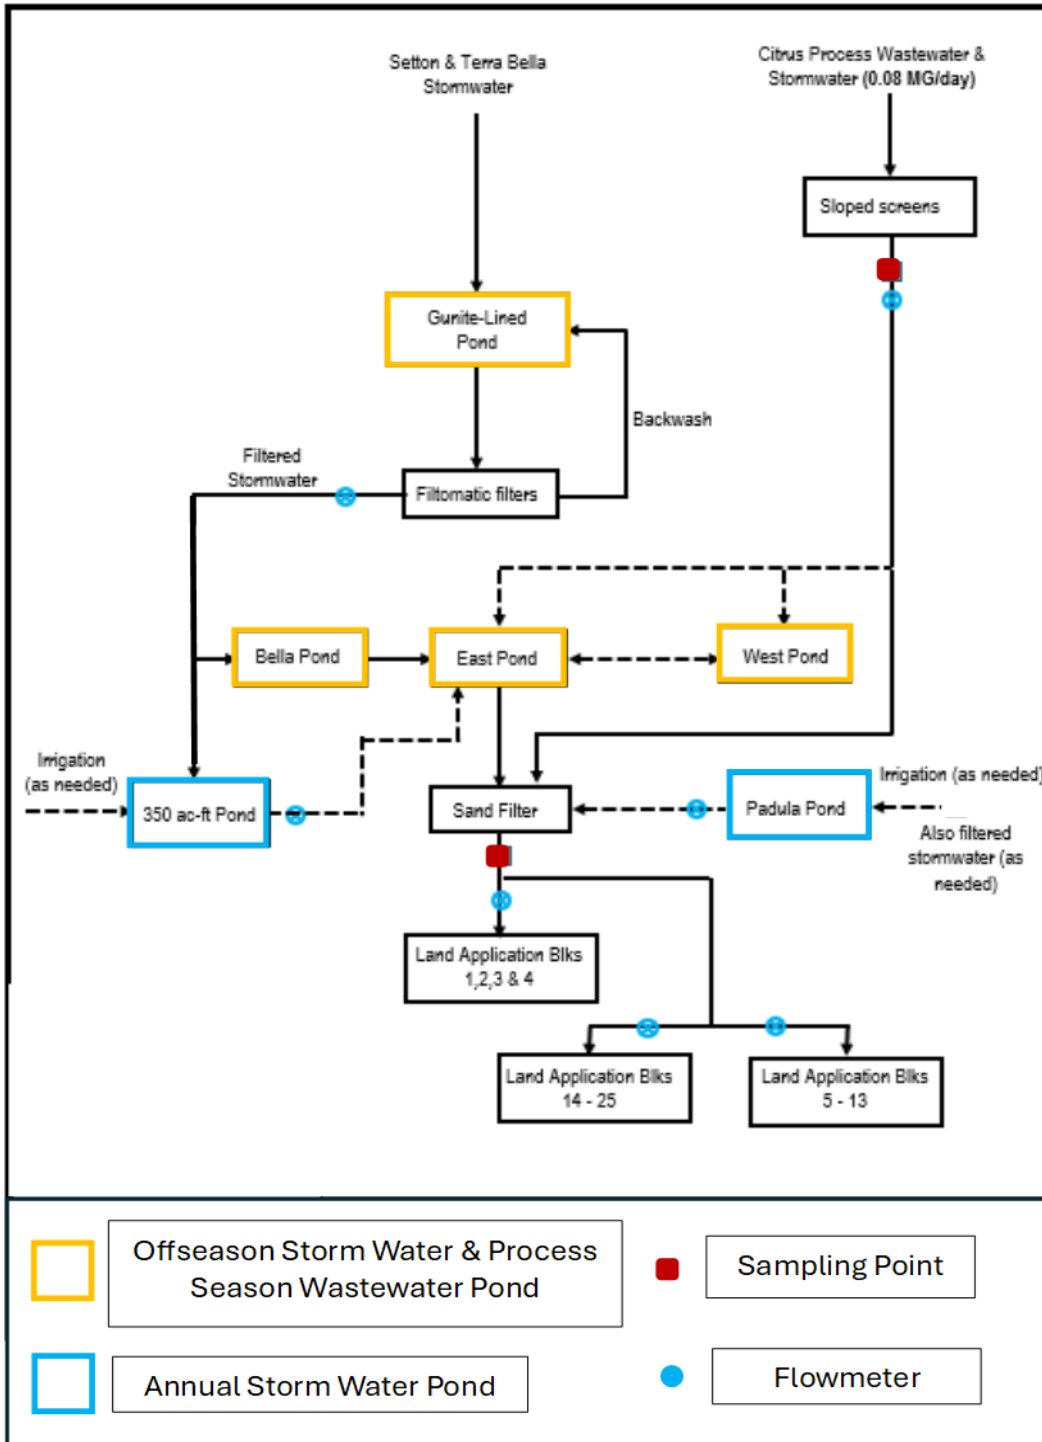 Setton & Terra Bella
Stormwater
Citrus Process Wastewater &
Stormwater (0.08 MG/day)
Sloped screens
Gunite-Lined
Pond
Backwash
Filtered
Stormwater
Filtomatic filters
Bella Pond
East Pond
West Pond
Irrigation
(as needed)
350 ac-ft Pond
Sand Filter
Padula Pond
Irrigation (as needed)
Also filtered
stormwater (as
needed)
Land Application Blks
1,2,3 & 4
Land Application Blks
14 - 25
Land Application Blks
5 - 13
Offseason Storm Water & Process
Season Wastewater Pond
Sampling Point
Annual Storm Water Pond
Flowmeter